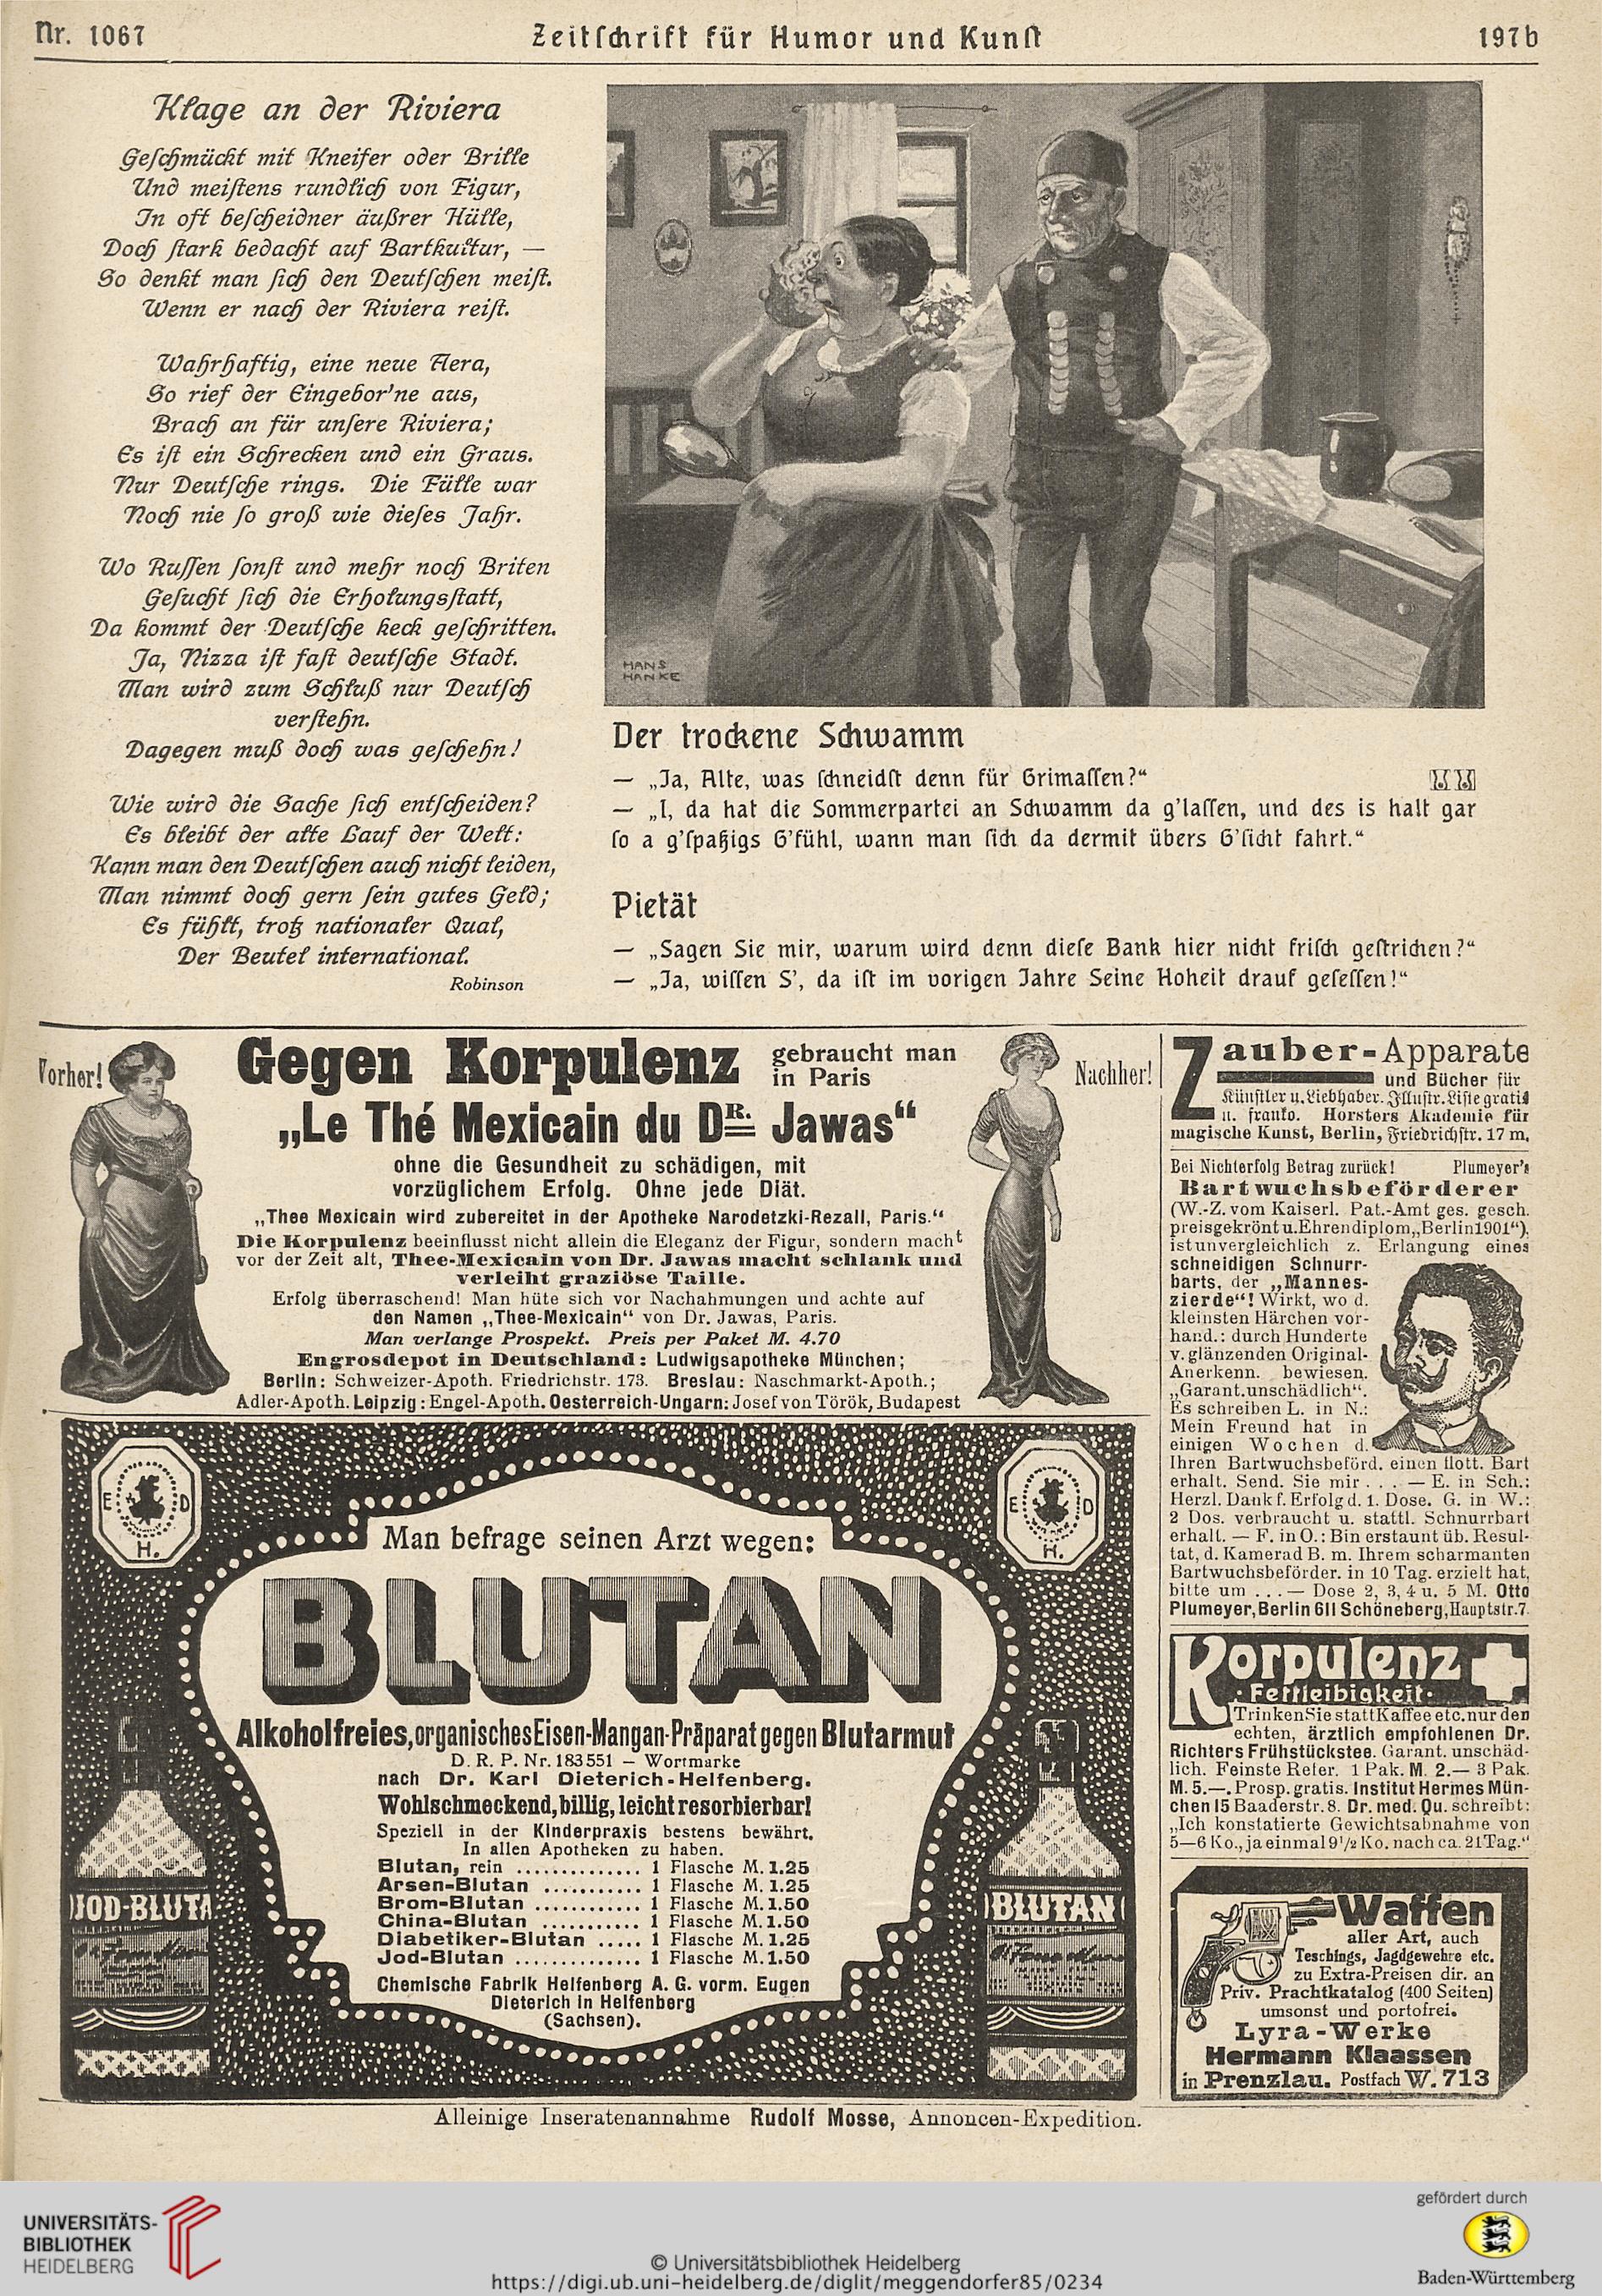 Nr. 1067
Zeitschrift für Humor und Kunst
197b
Klage an der Riviera
Geschmückt mit Kneifer oder Brille
Und meistens rundlich von Figur,
In oft bescheidner äußrer Hülle,
Doch stark bedacht auf Bartkultur, —
So denkt man sich den Deutschen meist.
Wenn er nach der Riviera reist.
Wahrhaftig, eine neue Aera,
So rief der Eingebor'ne aus,
Brach an für unsere Riviera;
Es ist ein Schrecken und ein Graus.
Nur Deutsche rings. Die Fülle war
Noch nie so groß wie dieses Jahr.
Wo Russen sonst und mehr noch Briten
Gesucht sich die Erholungsstatt,
Da kommt der Deutsche keck geschritten.
Ja, Nizza ist fast deutsche Stadt.
Man wird zum Schluß nur Deutsch
verstehn.
Dagegen muß doch was geschehn!
Wie wird die Sache sich entscheiden?
Es bleibt der alte Lauf der Welt:
Kann man den Deutschen auch nicht leiden,
Man nimmt doch gern sein gutes Geld;
Es fühlt, trotz nationaler Qual,
Der Beutel international.
Robinson
HANS
HANKE
Der trockene Schwamm
— „Ja, Alte, was schneidst denn für Grimassen?“
— „I, da hat die Sommerpartei an Schwamm da g'lassen, und des is halt gar
so a g'spaßigs G'fühl, wann man sich da dermit übers G'sicht fahrt.“
Pietät
— „Sagen Sie mir, warum wird denn diese Bank hier nicht frisch gestrichen?“
— „Ja, wissen S', da ist im vorigen Jahre Seine Hoheit drauf gesessen!“
Vorher!
Gegen Korpulenz gebraucht man
in Paris
Nachher!
„Le Thé Mexicain du DR. Jawas“
ohne die Gesundheit zu schädigen, mit
vorzüglichem Erfolg. Ohne jede Diät.
„Thee Mexicain wird zubereitet in der Apotheke Narodetzki-Rezall, Paris.“
Die Korpulenz beeinflusst nicht allein die Eleganz der Figur, sondern macht
vor der Zeit alt, Thee-Mexicain von Dr. Jawas macht schlank und
verleiht graziöse Taille.
Erfolg überraschend! Man hüte sich vor Nachahmungen und achte auf
den Namen „Thee-Mexicain“ von Dr. Jawas, Paris.
Man verlange Prospekt. Preis per Paket M. 4.70
Engrosdepot in Deutschland: Ludwigsapotheke München;
Berlin: Schweizer-Apoth. Friedrichstr. 173. Breslau: Naschmarkt-Apoth.;
Adler-Apoth. Leipzig: Engel-Apoth. Oesterreich-Ungarn: Josef von Török, Budapest
E D
H.
E D
H.
Man befrage seinen Arzt wegen:
BLUTAN
Alkoholfreies, organisches Eisen-Mangan-Präparat gegen Blutarmut
D. R. P. Nr. 183551 — Wortmarke
nach Dr. Karl Dieterich-Helfenberg.
Wohlschmeckend, billig, leicht resorbierbar!
Speziell in der Kinderpraxis bestens bewährt.
In allen Apotheken zu haben.
Blutan, rein .............. 1 Flasche M. 1.25
Arsen-Blutan ........... 1 Flasche M. 1.25
Brom-Blutan ............ 1 Flasche M. 1.50
China-Blutan ........... 1 Flasche M. 1.50
Diabetiker-Blutan ..... 1 Flasche M. 1.25
Jod-Blutan .............. 1 Flasche M. 1.50
Chemische Fabrik Helfenberg A. G. vorm. Eugen
Dieterich in Helfenberg
(Sachsen).
JOD-BLUTA
BLUTAN
Zauber-Apparate
und Bücher für
Künstler u. Liebhaber. Illustr. Liste gratis
u. franko. Horsters Akademie für
magische Kunst, Berlin, Friedrichstr. 17 m.
Bei Nichterfolg Betrag zurück! Plumeyer's
Bartwuchsbeförderer
(W.-Z. vom Kaiserl. Pat.-Amt ges. gesch.
preisgekrönt u. Ehrendiplom „Berlin 1901“),
ist unvergleichlich z. Erlangung eines
schneidigen Schnurr-
barts, der „Mannes-
zierde“! Wirkt, wo d.
kleinsten Härchen vor-
hand.: durch Hunderte
v. glänzenden Original-
Anerkenn. bewiesen.
„Garant. unschädlich“.
Es schreiben L. in N.:
Mein Freund hat in
einigen Wochen d.
Ihren Bartwuchsbeförd. einen flott. Bart
erhalt. Send. Sie mir . . . — E. in Sch.:
Herzl. Dank f. Erfolg d. 1. Dose. G. in W.:
2 Dos. verbraucht u. stattl. Schnurrbart
erhalt. — F. in O.: Bin erstaunt üb. Resul-
tat, d. Kamerad B. m. Ihrem scharmanten
Bartwuchsbeförder. in 10 Tag. erzielt hat,
bitte um . . . — Dose 2, 3, 4 u. 5 M. Otto
Plumeyer, Berlin 611 Schöneberg, Hauptstr. 7.
Korpulenz
· Fettleibigkeit ·
Trinken Sie statt Kaffee etc. nur den
echten, ärztlich empfohlenen Dr.
Richters Frühstückstee. Garant. unschäd-
lich. Feinste Refer. 1 Pak. M. 2.— 3 Pak.
M. 5.—. Prosp. gratis. Institut Hermes Mün-
chen 15 Baaderstr. 8. Dr. med. Qu. schreibt:
„Ich konstatierte Gewichtsabnahme von
5—6 Ko., ja einmal 9½ Ko. nach ca. 21 Tag.“
Waffen
aller Art, auch
Teschings, Jagdgewehre etc.
zu Extra-Preisen dir. an
Priv. Prachtkatalog (400 Seiten)
umsonst und portofrei.
Lyra-Werke
Hermann Klaassen
in Prenzlau. Postfach W. 713
Alleinige Inseratenannahme Rudolf Mosse, Annoncen-Expedition.
UNIVERSITÄTS-
BIBLIOTHEK
HEIDELBERG
© Universitätsbibliothek Heidelberg
https://digi.ub.uni-heidelberg.de/diglit/meggendorfer85/0234
gefördert durch
Baden-Württemberg